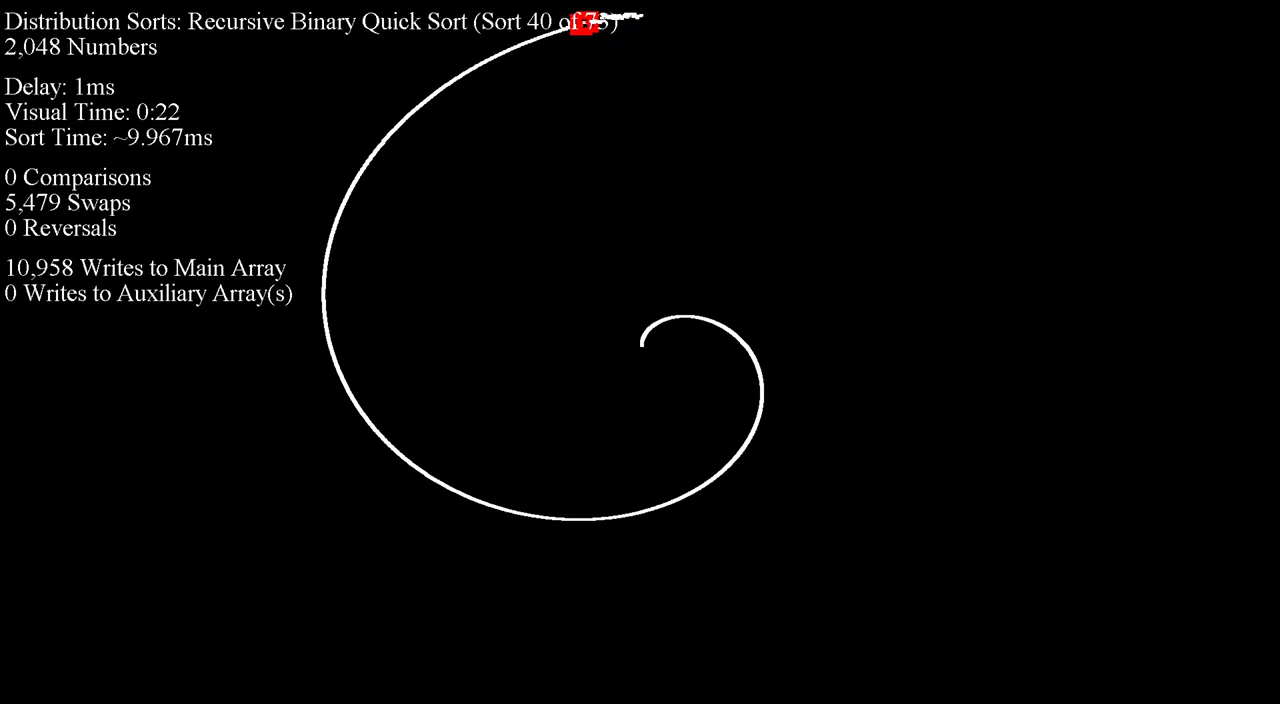 Distribution Sorts: Recursive Binary Quick Sort (Sort 40 of 75)
2,048 Numbers
Delay: 1ms
Visual Time: 0:22
Sort Time: ~9.967ms
0 Comparisons
5,479 Swaps
0 Reversals
10,958 Writes to Main Array
0 Writes to Auxiliary Array(s)